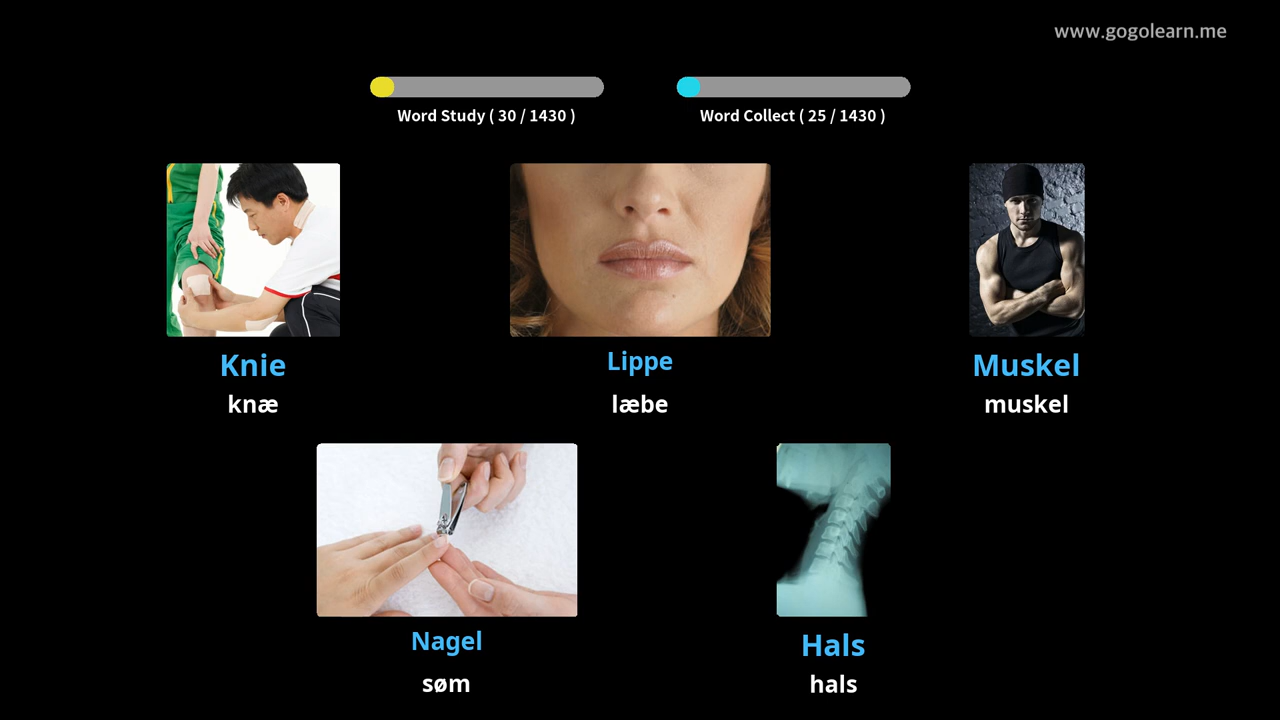 www.gogolearn.me
Word Study ( 30 / 1430 )
Word Collect ( 25 / 1430 )
Knie
knæ
Lippe
læbe
Muskel
muskel
Nagel
søm
Hals
hals